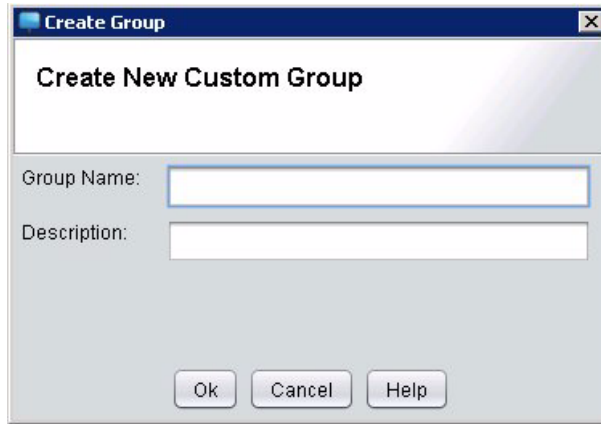 Create Group
Create New Custom Group
Group Name:
Description:
Ok Cancel Help